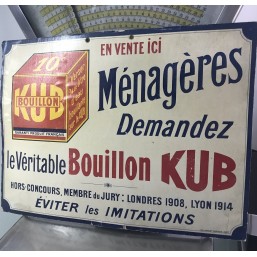 EN VENTE ICI
10c
KUB
BOUILLON
Ménagères
Demandez
le Véritable Bouillon KUB
HORS-CONCOURS, MEMBRE du JURY: LONDRES 1908, LYON 1914
ÉVITER les IMITATIONS